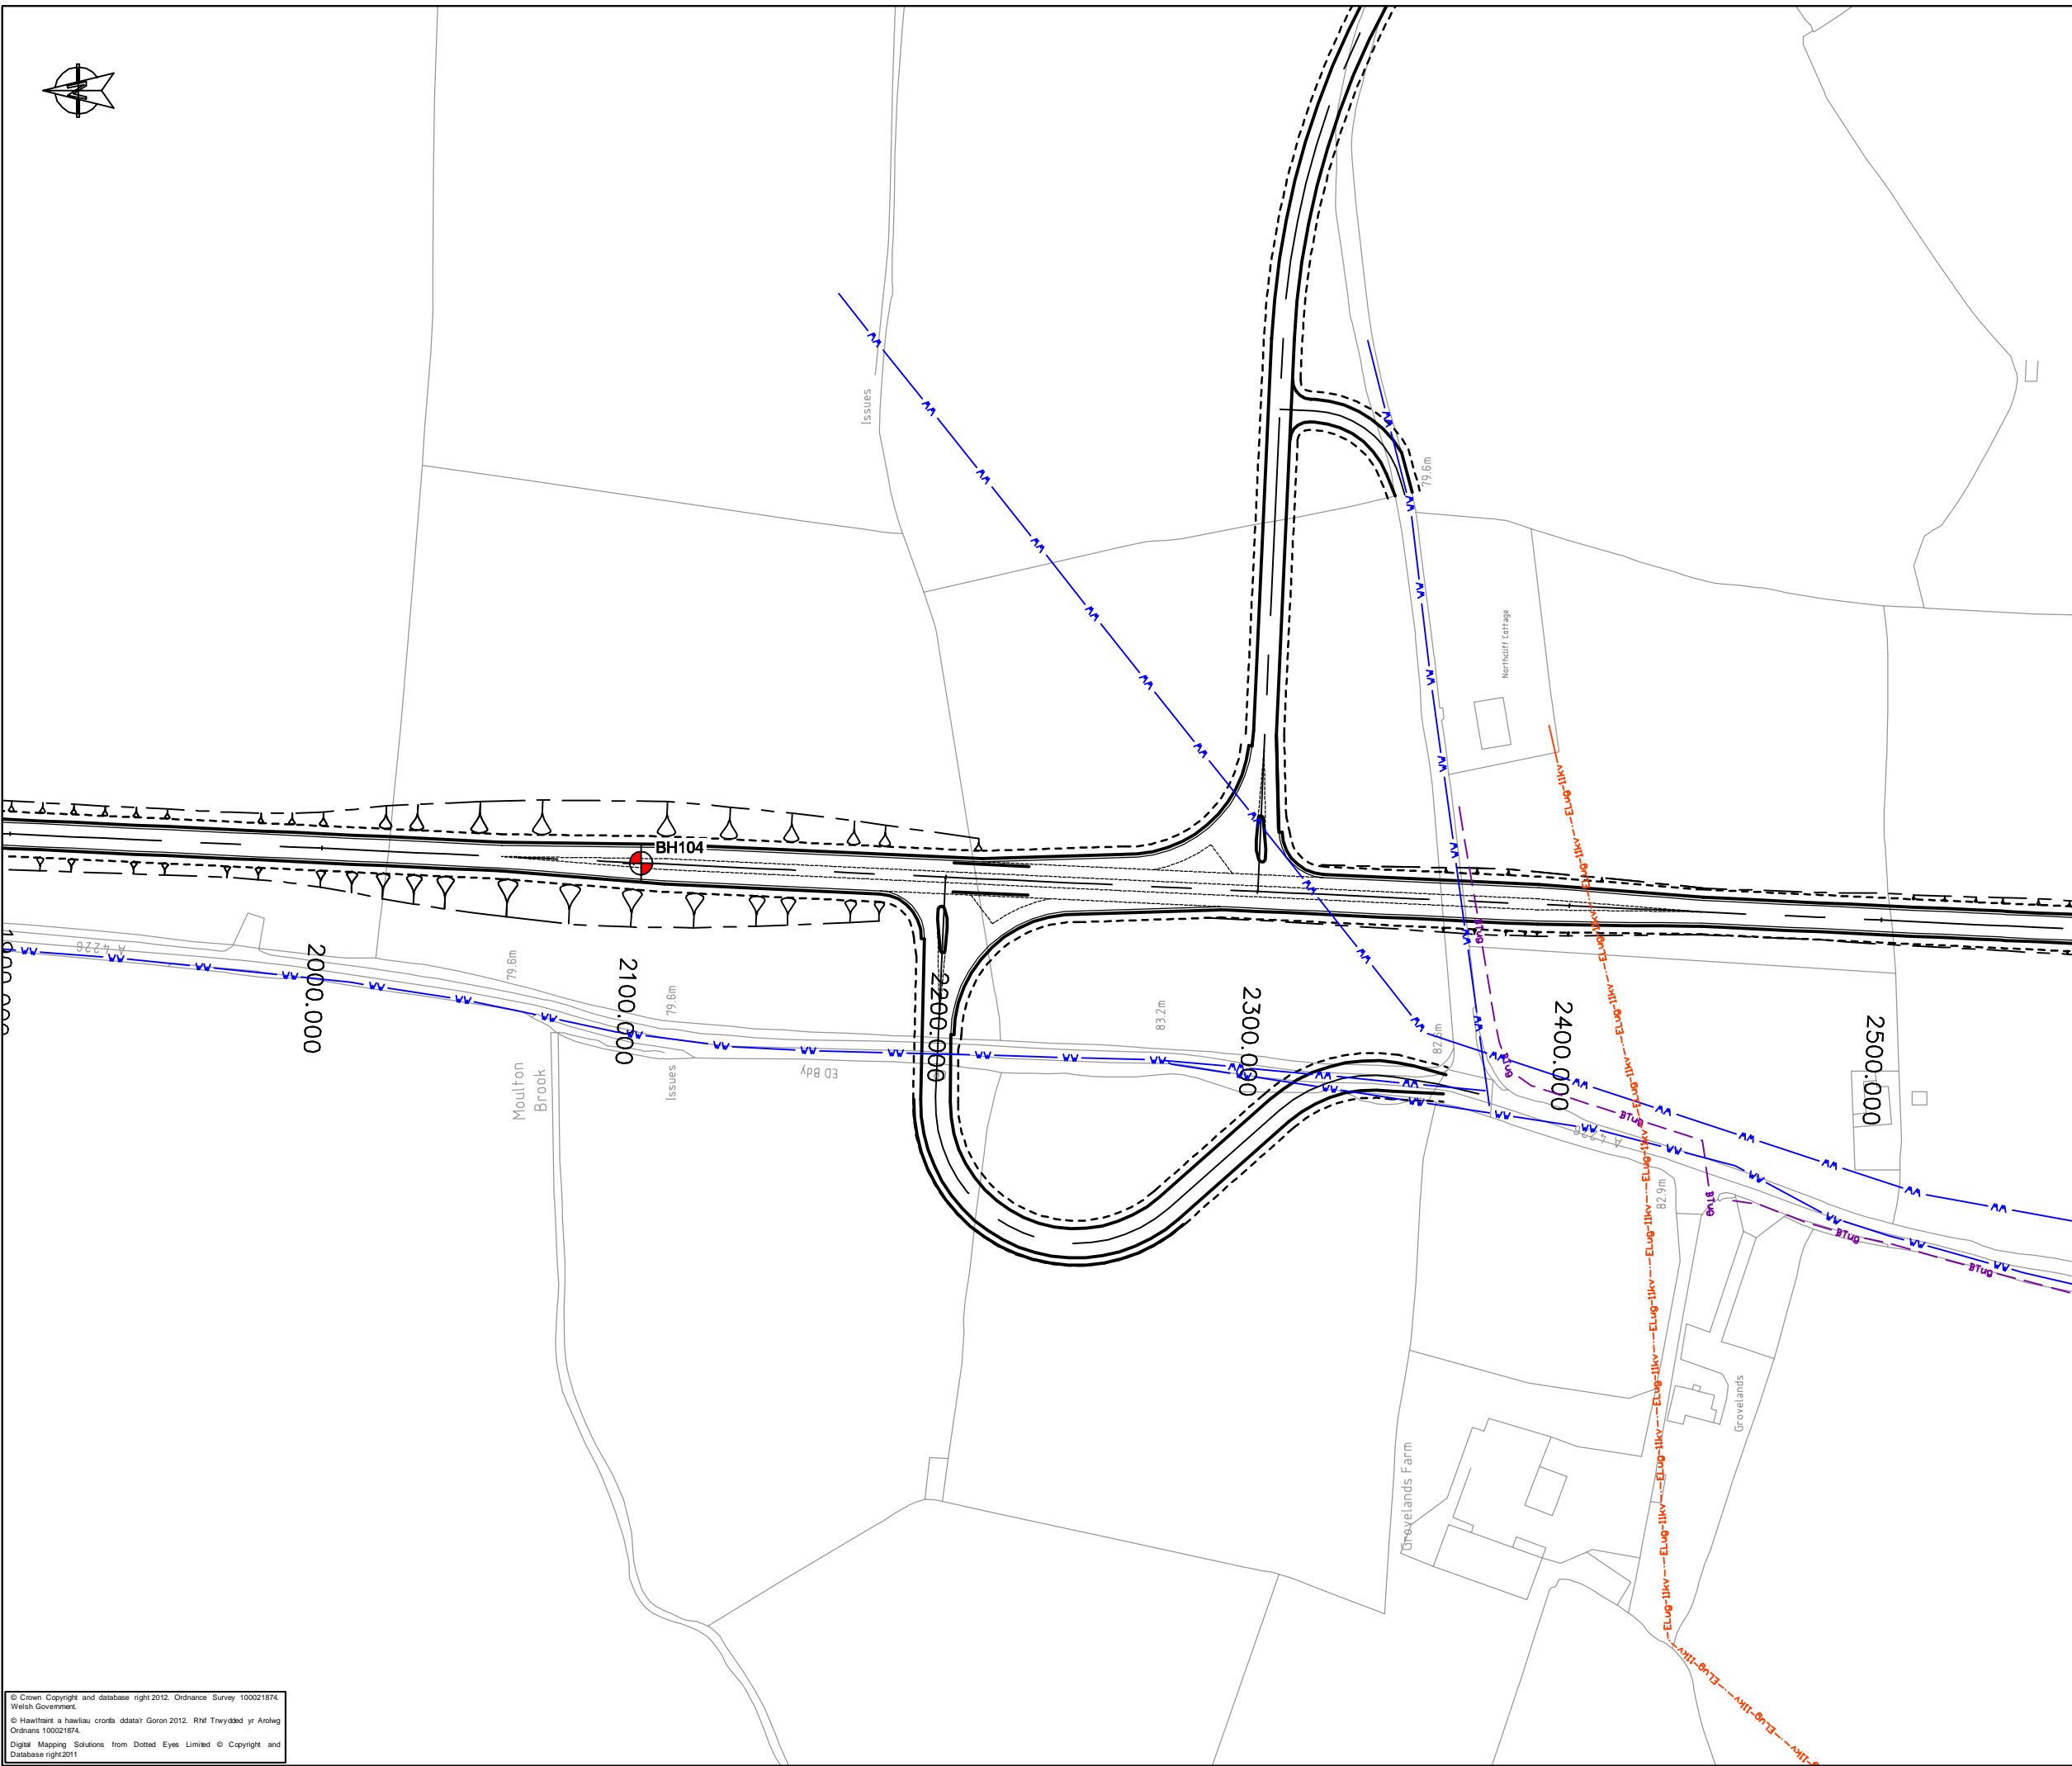 N
Issues
79.6m
Northcliff Cottage
ELug-11kv
BH104
A 4226
2000.000
79.6m
2100.000
79.6m
Moulton
Brook
Issues
ED Bdy
2200.000
83.2m
2300.000
BTug
2400.000
A 4226
2500.000
82.9m
Grovelands
Grovelands Farm
© Crown Copyright and database right 2012. Ordnance Survey 100021874.
Welsh Government.
© Hawlfraint a hawliau cronfa ddata'r Goron 2012. Rhif Trwydded yr Arolwg
Ordnans 100021874.
Digital Mapping Solutions from Dotted Eyes Limited © Copyright and
Database right 2011